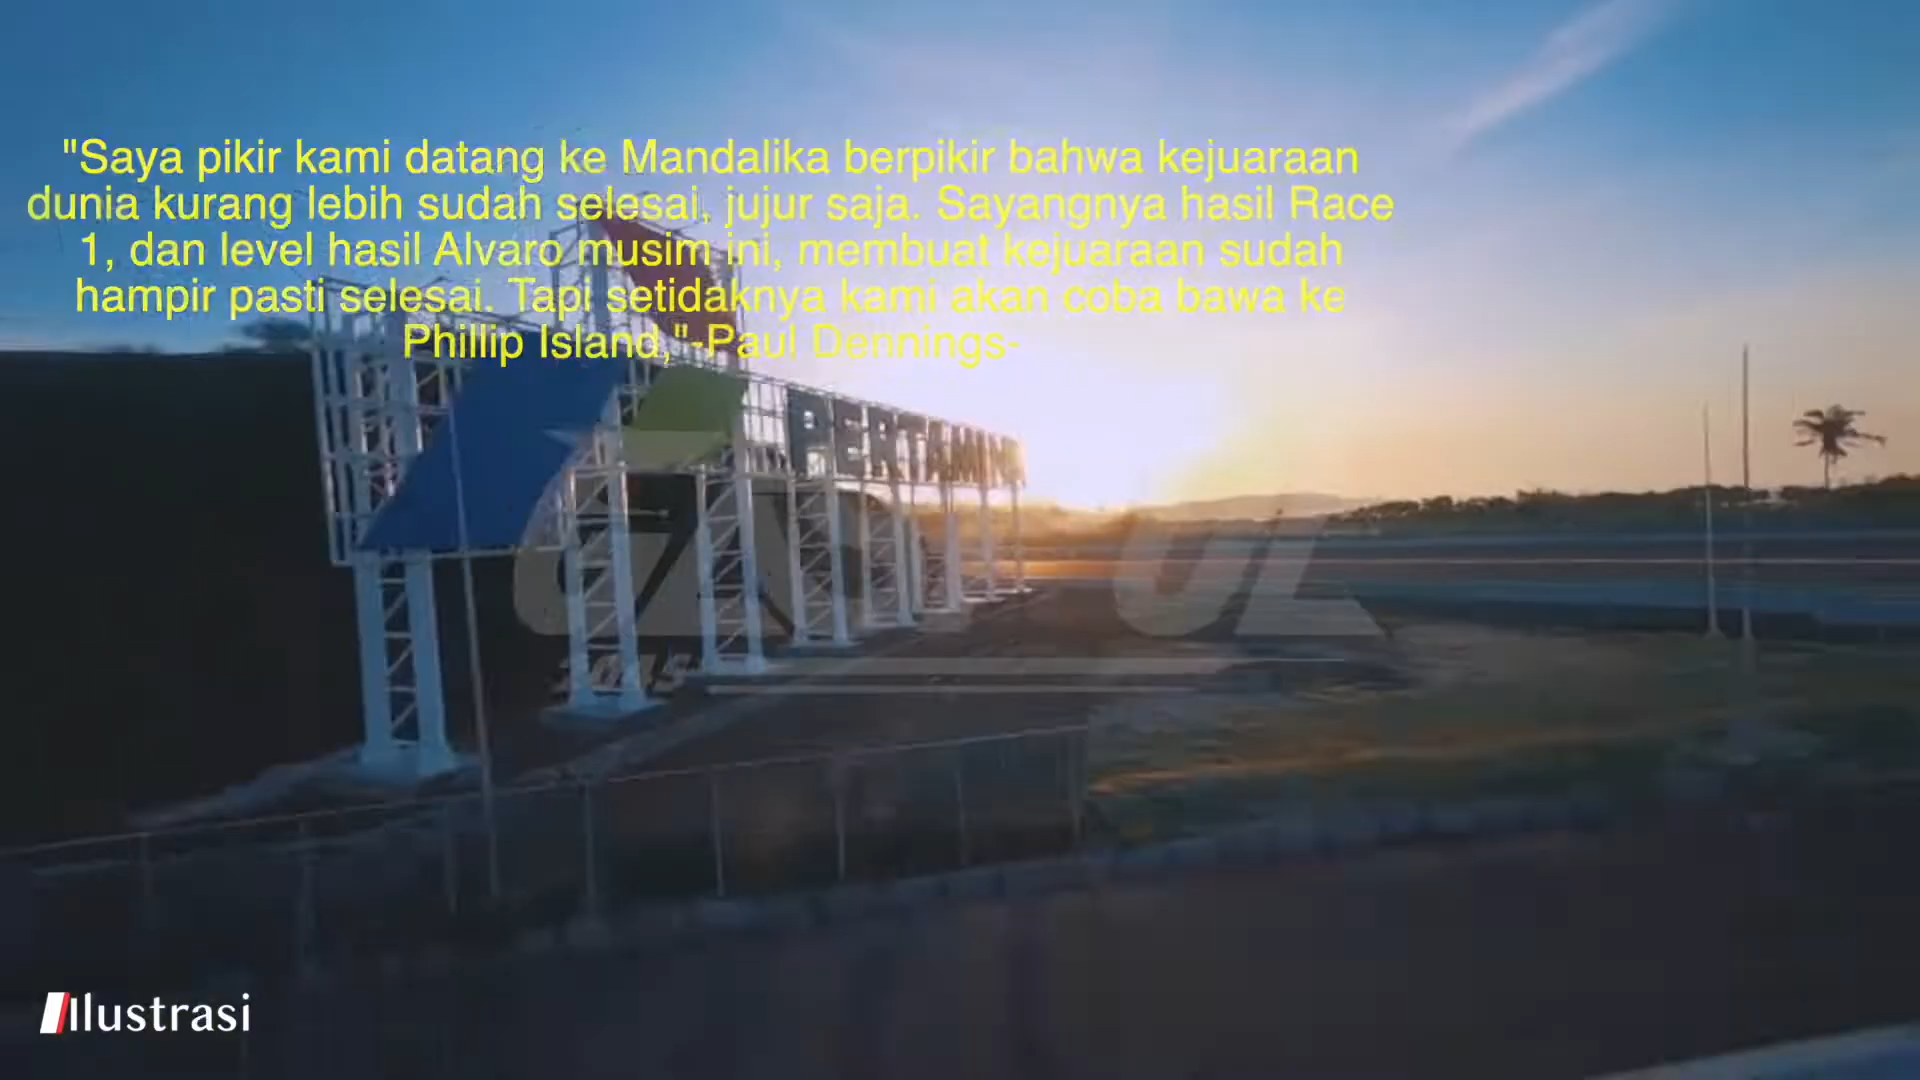 "Saya pikir kami datang ke Mandalika berpikir bahwa kejuaraan
dunia kurang lebih sudah selesai, jujur saja. Sayangnya hasil Race
1, dan level hasil Alvaro musim ini, membuat kejuaraan sudah
hampir pasti selesai. Tapi setidaknya kami akan coba bawa ke
Phillip Island,"-Paul Dennings-
Ilustrasi